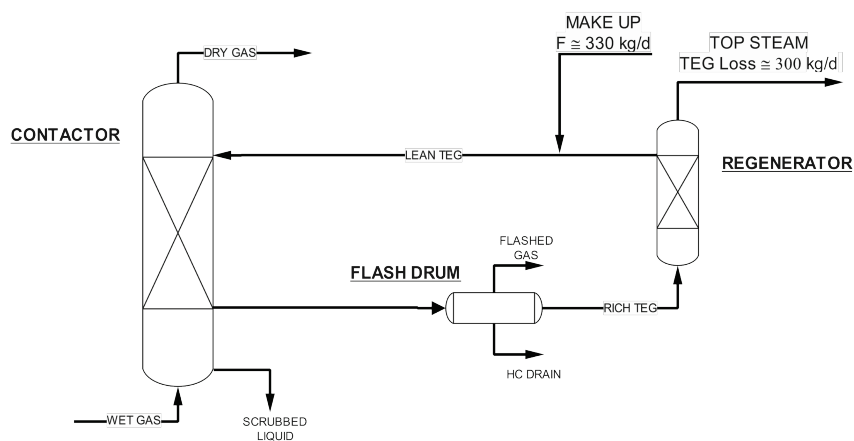 MAKE UP
F ≅ 330 kg/d
TOP STEAM
TEG Loss ≅ 300 kg/d
DRY GAS
CONTACTOR
LEAN TEG
REGENERATOR
FLASHED
GAS
FLASH DRUM
RICH TEG
HC DRAIN
WET GAS
SCRUBBED
LIQUID